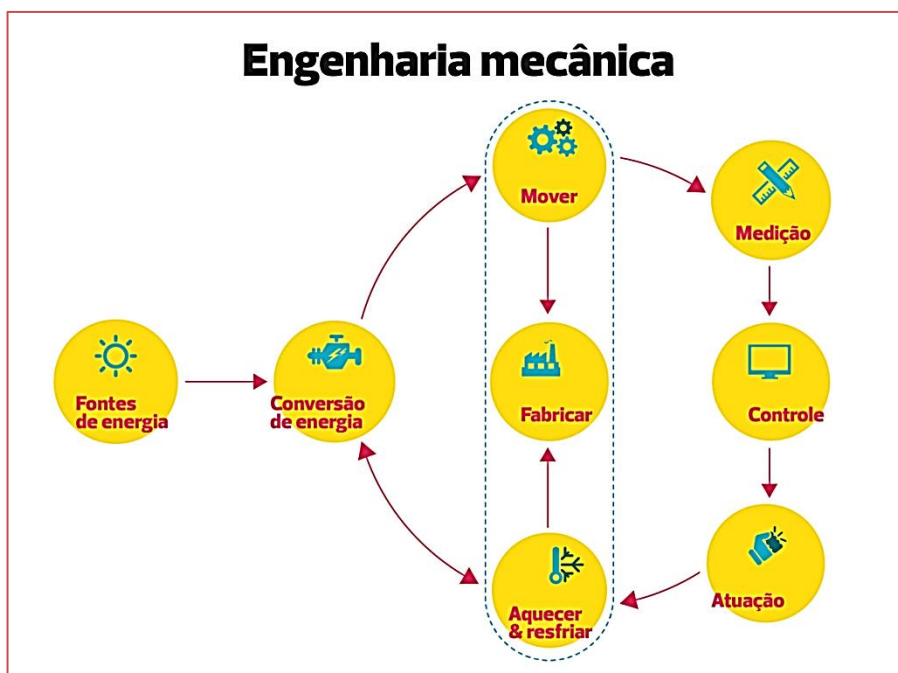 Engenharia mecânica
Mover
Medição
Fontes
de energia
Conversão
de energia
Fabricar
Controle
Aquecer
& resfriar
Atuação